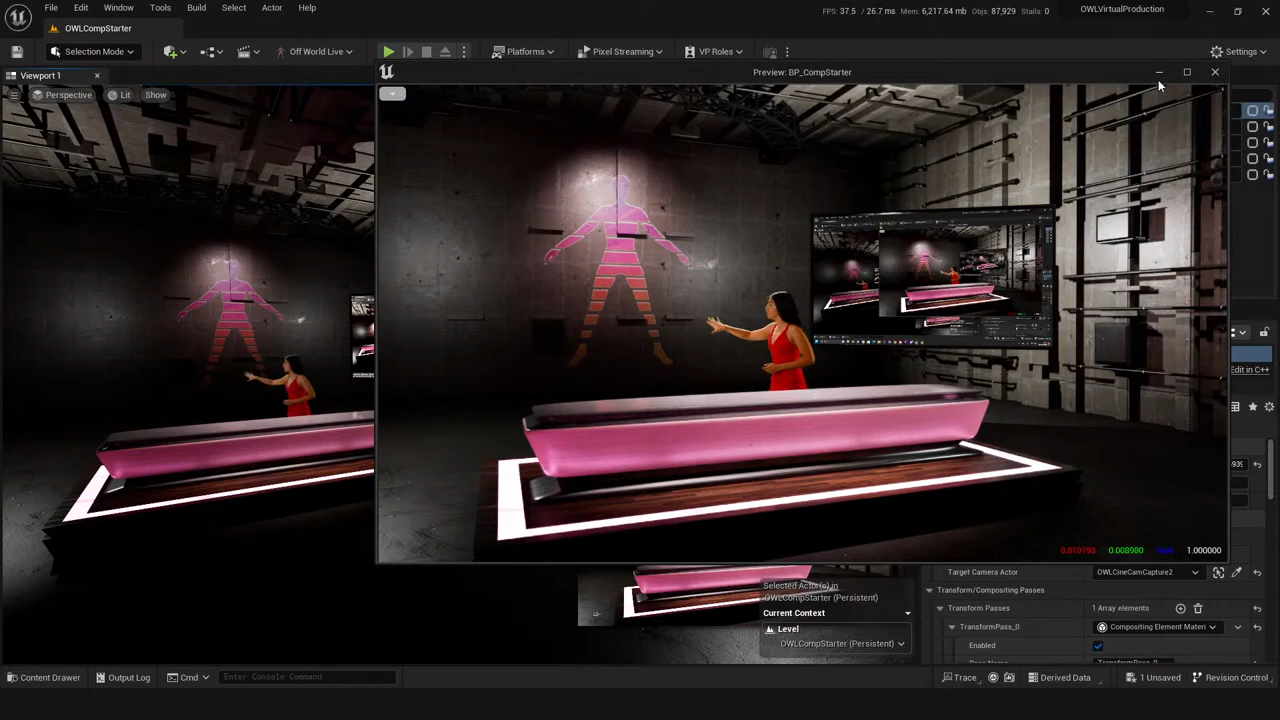 File Edit Window Tools Build Select Actor Help
FPS: 37.5 / 26.7 ms Mem: 6,217.64 mb Objs: 87,929 Stalls: 0
OWLVirtualProduction
OWLCompStarter
Selection Mode
Off World Live
Platforms
Pixel Streaming
VP Roles
Settings
Viewport 1
Preview: BP_CompStarter
Perspective Lit Show
Edit in C++
0.010193 0.008980 1.000000
Target Camera Actor OWLCineCamCapture2
Transform/Compositing Passes
Transform Passes 1 Array elements
TransformPass_0 Compositing Element Materi
Enabled
Selected Actor(s) in
OWLCompStarter (Persistent)
Current Context
Level
OWLCompStarter (Persistent)
Content Drawer Output Log Cmd Enter Console Command
Trace Derived Data 1 Unsaved Revision Control